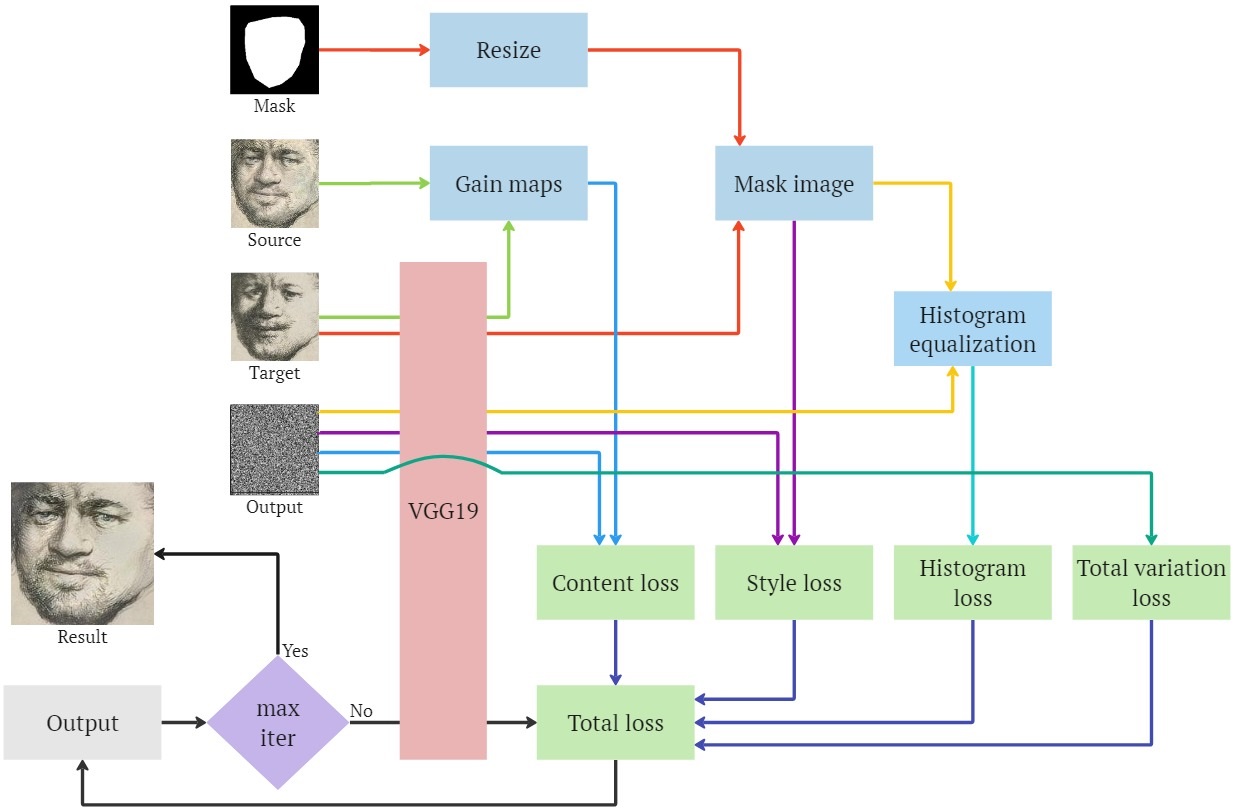 Mask
Resize
Source
Gain maps
Mask image
Target
Histogram
equalization
Output
VGG19
Result
Content loss
Style loss
Histogram
loss
Total variation
loss
Yes
Output
max
iter
No
Total loss